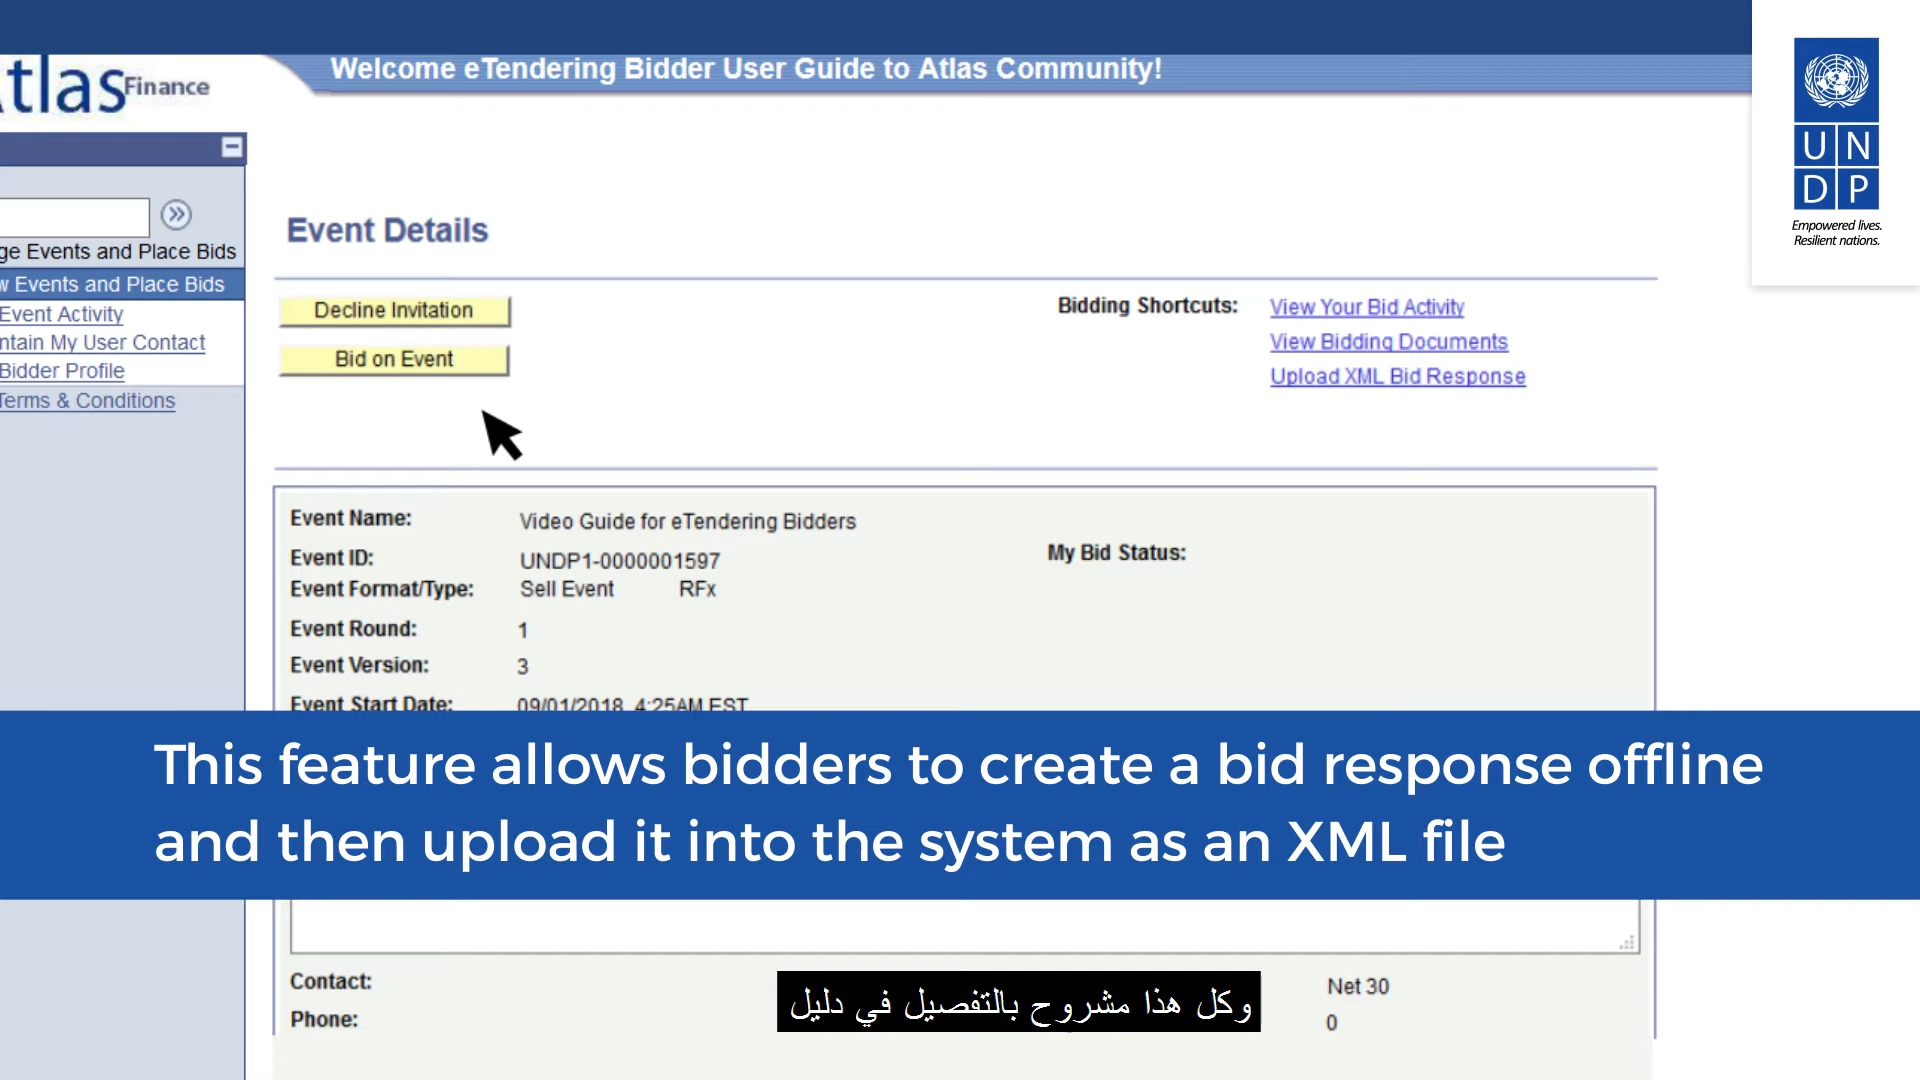 Welcome eTendering Bidder User Guide to Atlas Community!
tlas Finance
U N
D P
Empowered lives.
Resilient nations.
ge Events and Place Bids
w Events and Place Bids
Event Activity
ntain My User Contact
Bidder Profile
Terms & Conditions
Event Details
Decline Invitation
Bid on Event
Bidding Shortcuts:
View Your Bid Activity
View Bidding Documents
Upload XML Bid Response
Event Name: Video Guide for eTendering Bidders
Event ID: UNDP1-0000001597
My Bid Status:
Event Format/Type: Sell Event RFx
Event Round: 1
Event Version: 3
Event Start Date: 09/01/2018 4:25AM EST
This feature allows bidders to create a bid response offline
and then upload it into the system as an XML file
Contact:
Net 30
Phone:
0
وكل هذا مشروح بالتفصيل في دليل